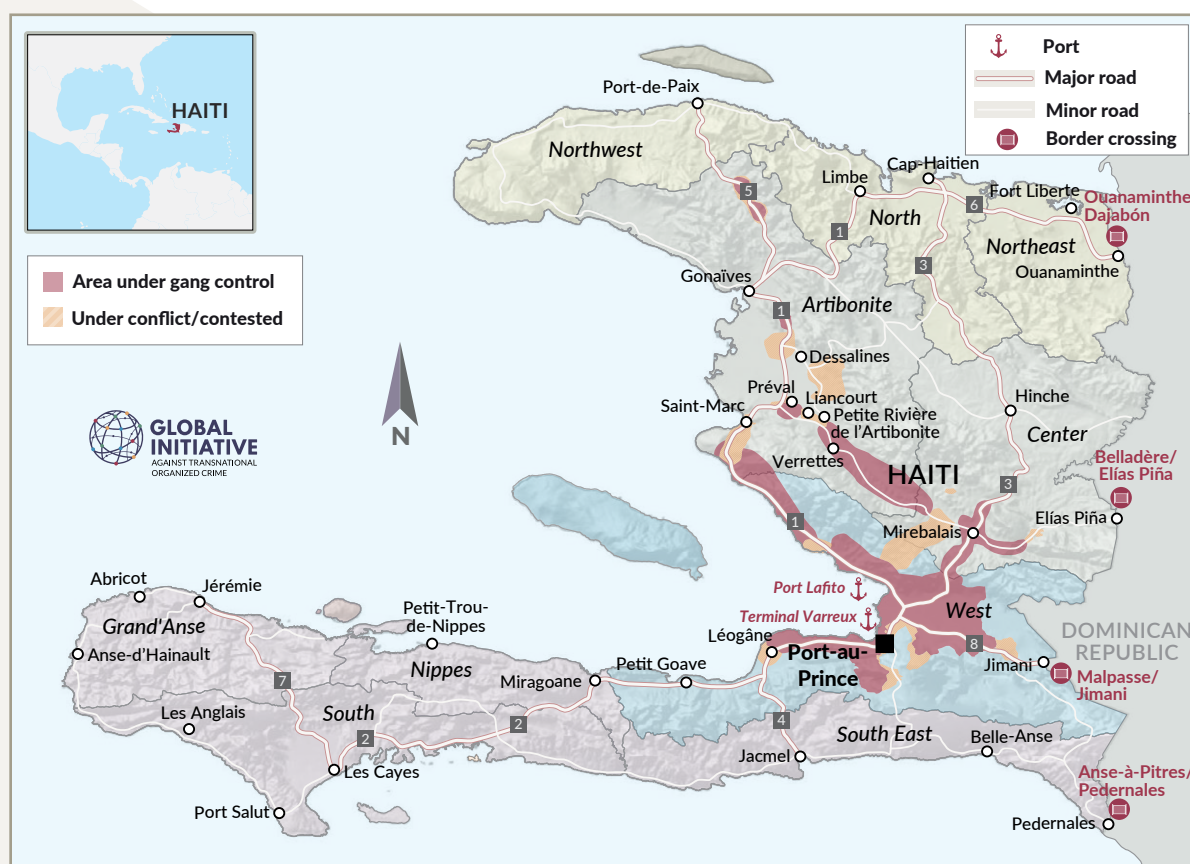 HAITI
Port
Major road
Minor road
Border crossing
Area under gang control
Under conflict/contested
N
GLOBAL
INITIATIVE
AGAINST TRANSNATIONAL
ORGANIZED CRIME
Port-de-Paix
Northwest
5
Limbe
Cap-Haitien
Fort Liberte
Ouanaminthe/
Dajabón
North
6
1
Northeast
3
Ouanaminthe
Gonaïves
1
Artibonite
Dessalines
Préval
Liancourt
Saint-Marc
Petite Rivière
de l'Artibonite
Hinche
Center
Verrettes
HAITI
Belladère/
Elías Piña
3
1
Mirebalais
Elías Piña
Port Lafito
Terminal Varreux
West
Léogâne
Port-au-
Prince
8
DOMINICAN
REPUBLIC
Jimani
Malpasse/
Jimani
Abricot
Jérémie
Grand'Anse
Petit-Trou-
de-Nippes
Anse-d'Hainault
Nippes
Petit Goave
Miragoane
7
Les Anglais
South
2
2
4
South East
Jacmel
Belle-Anse
Les Cayes
Port Salut
Anse-à-Pitres/
Pedernales
Pedernales